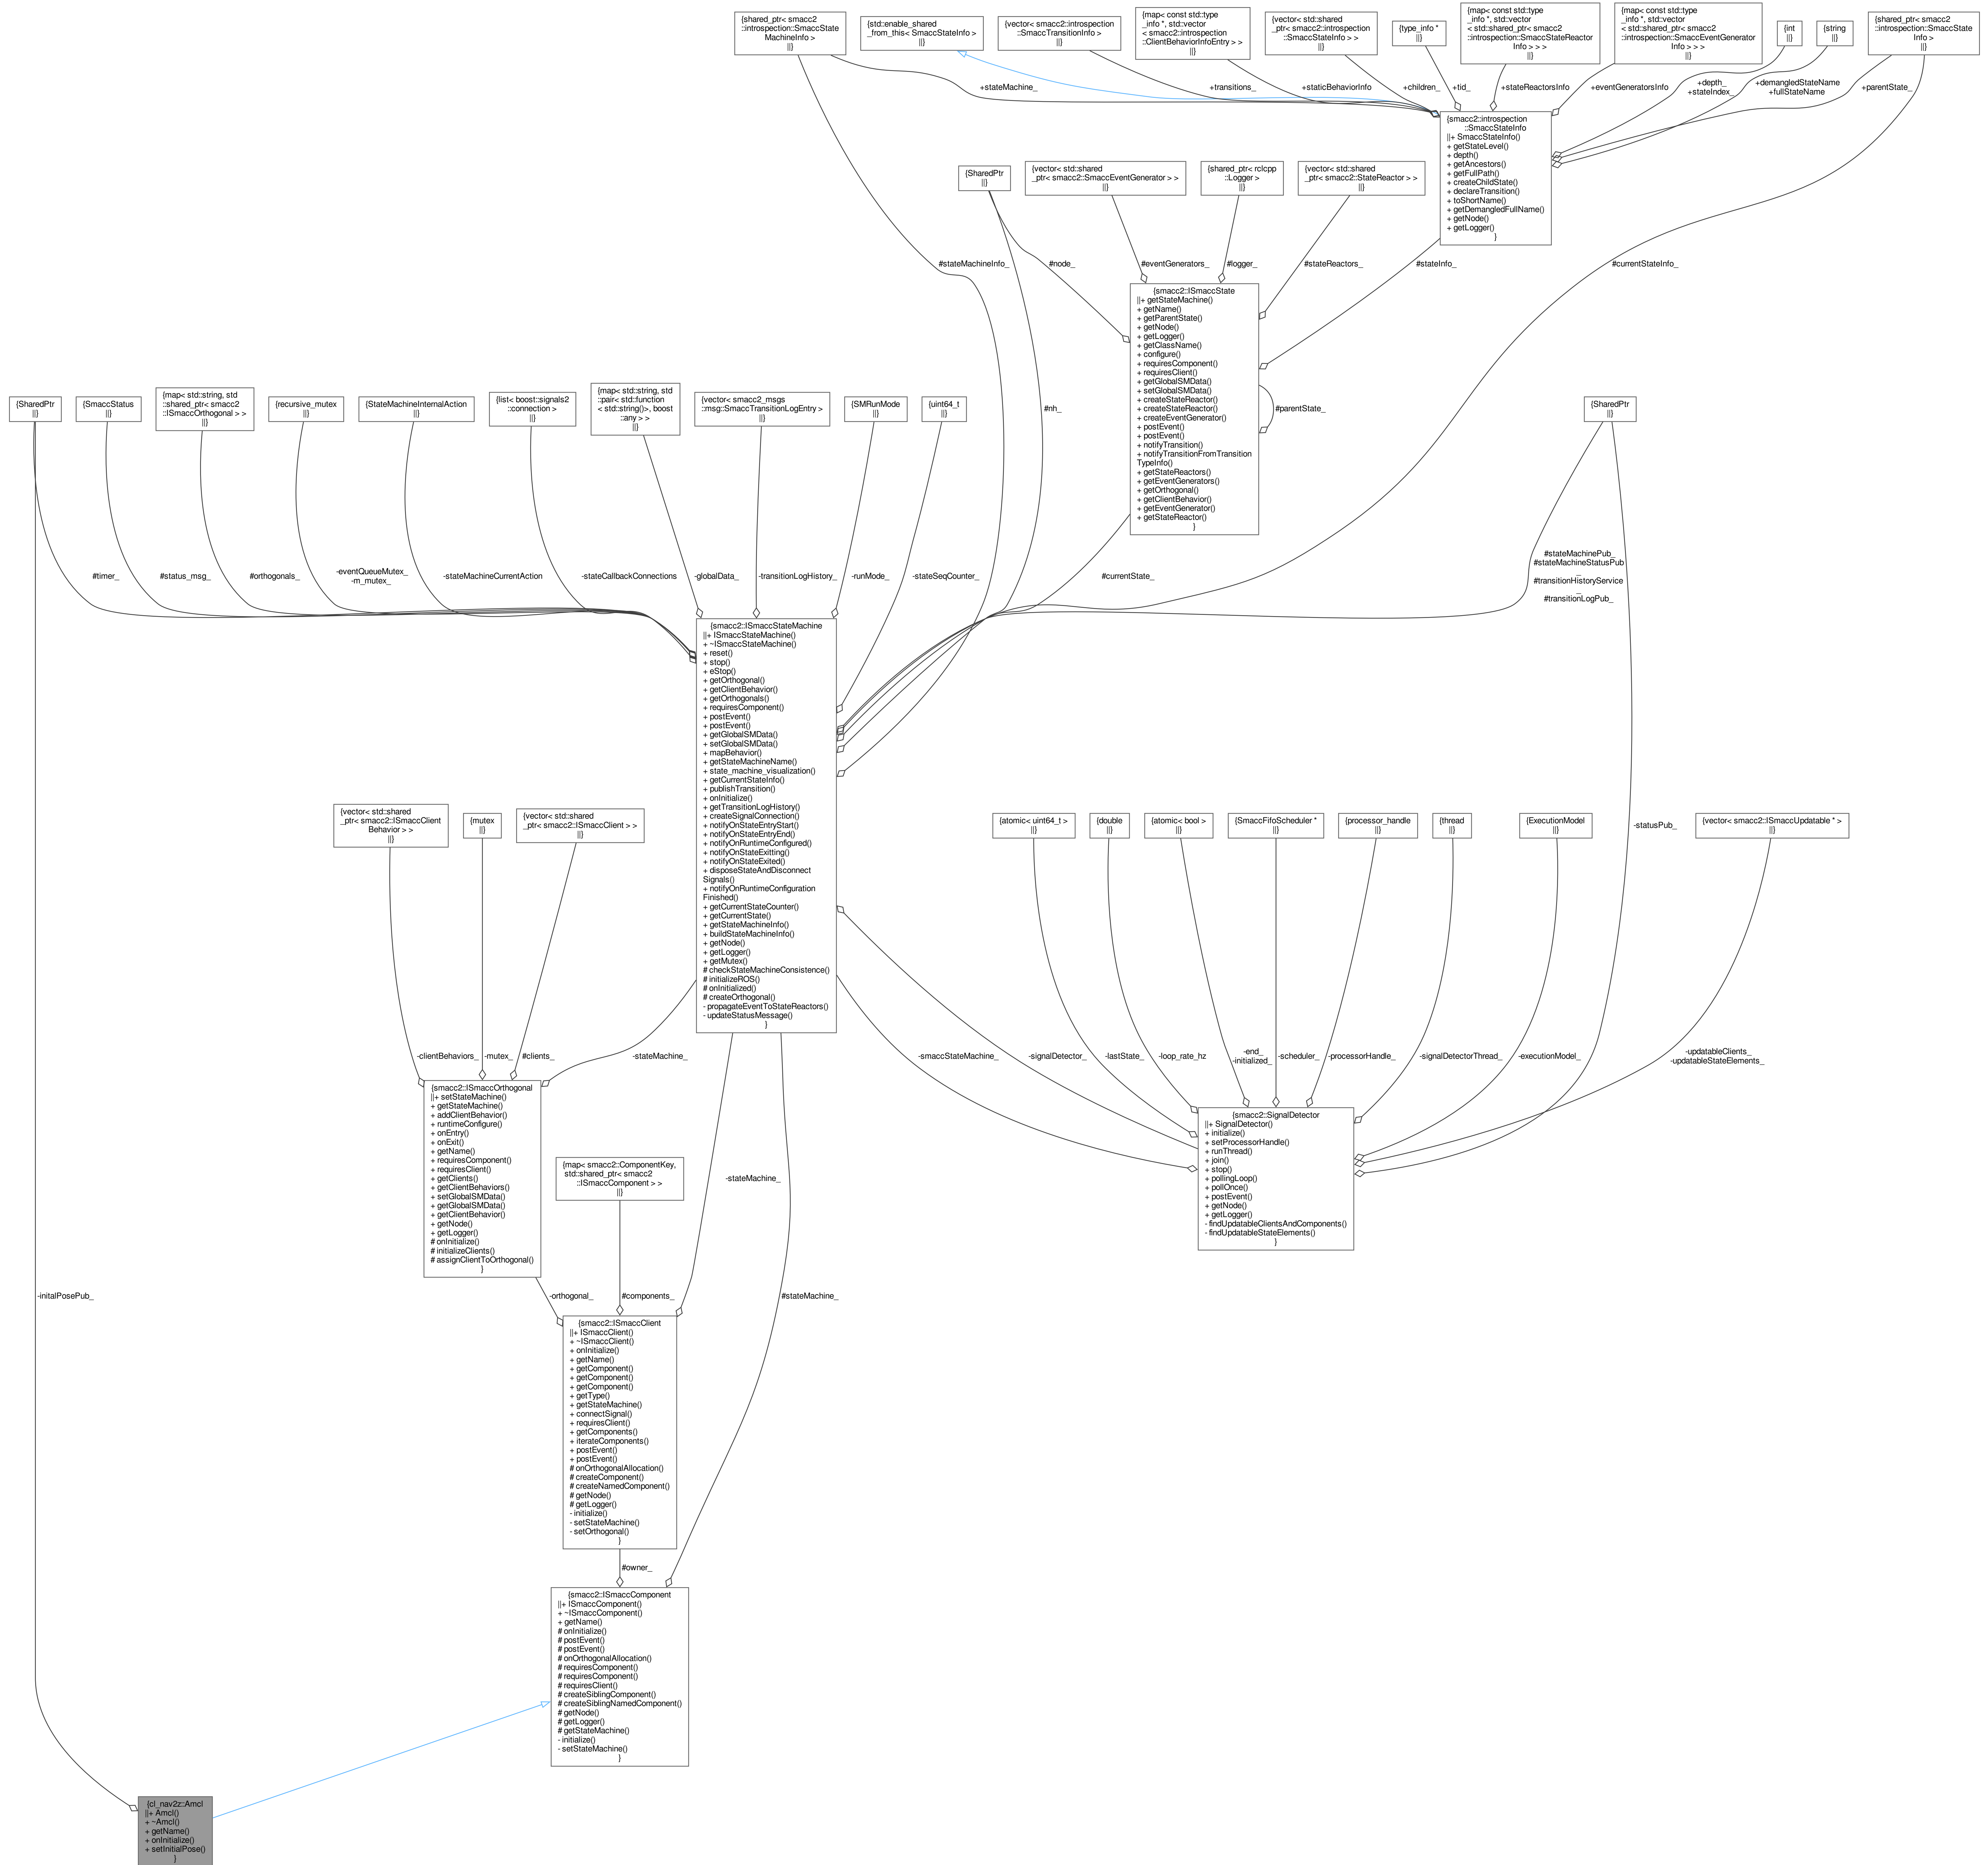 {shared_ptr< smacc2
::introspection::SmaccState
MachineInfo >
||}
{std::enable_shared
_from_this< SmaccStateInfo >
||}
{vector< smacc2::introspection
::SmaccTransitionInfo >
||}
{map< const std::type
_info *, std::vector
< smacc2::introspection
::ClientBehaviorInfoEntry > >
||}
{vector< std::shared
_ptr< smacc2::introspection
::SmaccStateInfo > >
||}
{type_info *
||}
{map< const std::type
_info *, std::vector
< std::shared_ptr< smacc2
::introspection::SmaccStateReactor
Info > > >
||}
{map< const std::type
_info *, std::vector
< std::shared_ptr< smacc2
::introspection::SmaccEventGenerator
Info > > >
||}
{int
||}
{string
||}
{shared_ptr< smacc2
::introspection::SmaccState
Info >
||}
+stateMachine_
+transitions_
+staticBehaviorInfo
+children_
+tid_
+stateReactorsInfo
+eventGeneratorsInfo
+depth_
+stateIndex_
+demangledStateName
+fullStateName
+parentState_
{smacc2::introspection
::SmaccStateInfo
||+ SmaccStateInfo()
+ getStateLevel()
+ depth()
+ getAncestors()
+ getFullPath()
+ createChildState()
+ declareTransition()
+ toShortName()
+ getDemangledFullName()
+ getNode()
+ getLogger()
}
{SharedPtr
||}
{vector< std::shared
_ptr< smacc2::SmaccEventGenerator > >
||}
{shared_ptr< rclcpp
::Logger >
||}
{vector< std::shared
_ptr< smacc2::StateReactor > >
||}
#stateMachineInfo_
#node_
#eventGenerators_
#logger_
#stateReactors_
#stateInfo_
#currentStateInfo_
{smacc2::ISmaccState
||+ getStateMachine()
+ getName()
+ getParentState()
+ getNode()
+ getLogger()
+ getClassName()
+ configure()
+ requiresComponent()
+ requiresClient()
+ getGlobalSMData()
+ setGlobalSMData()
+ createStateReactor()
+ createStateReactor()
+ createEventGenerator()
+ postEvent()
+ postEvent()
+ notifyTransition()
+ notifyTransitionFromTransition
TypeInfo()
+ getStateReactors()
+ getEventGenerators()
+ getOrthogonal()
+ getClientBehavior()
+ getEventGenerator()
+ getStateReactor()
}
#parentState_
#nh_
{SharedPtr
||}
{SmaccStatus
||}
{map< std::string, std
::shared_ptr< smacc2
::ISmaccOrthogonal > >
||}
{recursive_mutex
||}
{StateMachineInternalAction
||}
{list< boost::signals2
::connection >
||}
{map< std::string, std
::pair< std::function
< std::string()>, boost
::any > >
||}
{vector< smacc2_msgs
::msg::SmaccTransitionLogEntry >
||}
{SMRunMode
||}
{uint64_t
||}
{SharedPtr
||}
#timer_
#status_msg_
#orthogonals_
-eventQueueMutex_
-m_mutex_
-stateMachineCurrentAction
-stateCallbackConnections
-globalData_
-transitionLogHistory_
-runMode_
-stateSeqCounter_
#currentState_
#stateMachinePub_
#stateMachineStatusPub
_
#transitionHistoryService
_
#transitionLogPub_
{smacc2::ISmaccStateMachine
||+ ISmaccStateMachine()
+ ~ISmaccStateMachine()
+ reset()
+ stop()
+ eStop()
+ getOrthogonal()
+ getClientBehavior()
+ getOrthogonals()
+ requiresComponent()
+ postEvent()
+ postEvent()
+ getGlobalSMData()
+ setGlobalSMData()
+ mapBehavior()
+ getStateMachineName()
+ state_machine_visualization()
+ getCurrentStateInfo()
+ publishTransition()
+ onInitialize()
+ getTransitionLogHistory()
+ createSignalConnection()
+ notifyOnStateEntryStart()
+ notifyOnStateEntryEnd()
+ notifyOnRuntimeConfigured()
+ notifyOnStateExitting()
+ notifyOnStateExited()
+ disposeStateAndDisconnect
Signals()
+ notifyOnRuntimeConfiguration
Finished()
+ getCurrentStateCounter()
+ getCurrentState()
+ getStateMachineInfo()
+ buildStateMachineInfo()
+ getNode()
+ getLogger()
+ getMutex()
# checkStateMachineConsistence()
# initializeROS()
# onInitialized()
# createOrthogonal()
- propagateEventToStateReactors()
- updateStatusMessage()
}
{vector< std::shared
_ptr< smacc2::ISmaccClient
Behavior > >
||}
{mutex
||}
{vector< std::shared
_ptr< smacc2::ISmaccClient > >
||}
{atomic< uint64_t >
||}
{double
||}
{atomic< bool >
||}
{SmaccFifoScheduler *
||}
{processor_handle
||}
{thread
||}
{ExecutionModel
||}
{vector< smacc2::ISmaccUpdatable * >
||}
-statusPub_
-clientBehaviors_
-mutex_
#clients_
-stateMachine_
-smaccStateMachine_
-signalDetector_
-lastState_
-loop_rate_hz
-end_
-initialized_
-scheduler_
-processorHandle_
-signalDetectorThread_
-executionModel_
-updatableClients_
-updatableStateElements_
{smacc2::ISmaccOrthogonal
||+ setStateMachine()
+ getStateMachine()
+ addClientBehavior()
+ runtimeConfigure()
+ onEntry()
+ onExit()
+ getName()
+ requiresComponent()
+ requiresClient()
+ getClients()
+ getClientBehaviors()
+ setGlobalSMData()
+ getGlobalSMData()
+ getClientBehavior()
+ getNode()
+ getLogger()
# onInitialize()
# initializeClients()
# assignClientToOrthogonal()
}
{smacc2::SignalDetector
||+ SignalDetector()
+ initialize()
+ setProcessorHandle()
+ runThread()
+ join()
+ stop()
+ pollingLoop()
+ pollOnce()
+ postEvent()
+ getNode()
+ getLogger()
- findUpdatableClientsAndComponents()
- findUpdatableStateElements()
}
{map< smacc2::ComponentKey,
std::shared_ptr< smacc2
::ISmaccComponent > >
||}
-stateMachine_
-initalPosePub_
-orthogonal_
#components_
#stateMachine_
{smacc2::ISmaccClient
||+ ISmaccClient()
+ ~ISmaccClient()
+ onInitialize()
+ getName()
+ getComponent()
+ getComponent()
+ getComponent()
+ getType()
+ getStateMachine()
+ connectSignal()
+ requiresClient()
+ getComponents()
+ iterateComponents()
+ postEvent()
+ postEvent()
# onOrthogonalAllocation()
# createComponent()
# createNamedComponent()
# getNode()
# getLogger()
- initialize()
- setStateMachine()
- setOrthogonal()
}
#owner_
{smacc2::ISmaccComponent
||+ ISmaccComponent()
+ ~ISmaccComponent()
+ getName()
# onInitialize()
# postEvent()
# postEvent()
# onOrthogonalAllocation()
# requiresComponent()
# requiresComponent()
# requiresClient()
# createSiblingComponent()
# createSiblingNamedComponent()
# getNode()
# getLogger()
# getStateMachine()
- initialize()
- setStateMachine()
}
{cl_nav2z::Amcl
||+ Amcl()
+ ~Amcl()
+ getName()
+ onInitialize()
+ setInitialPose()
}